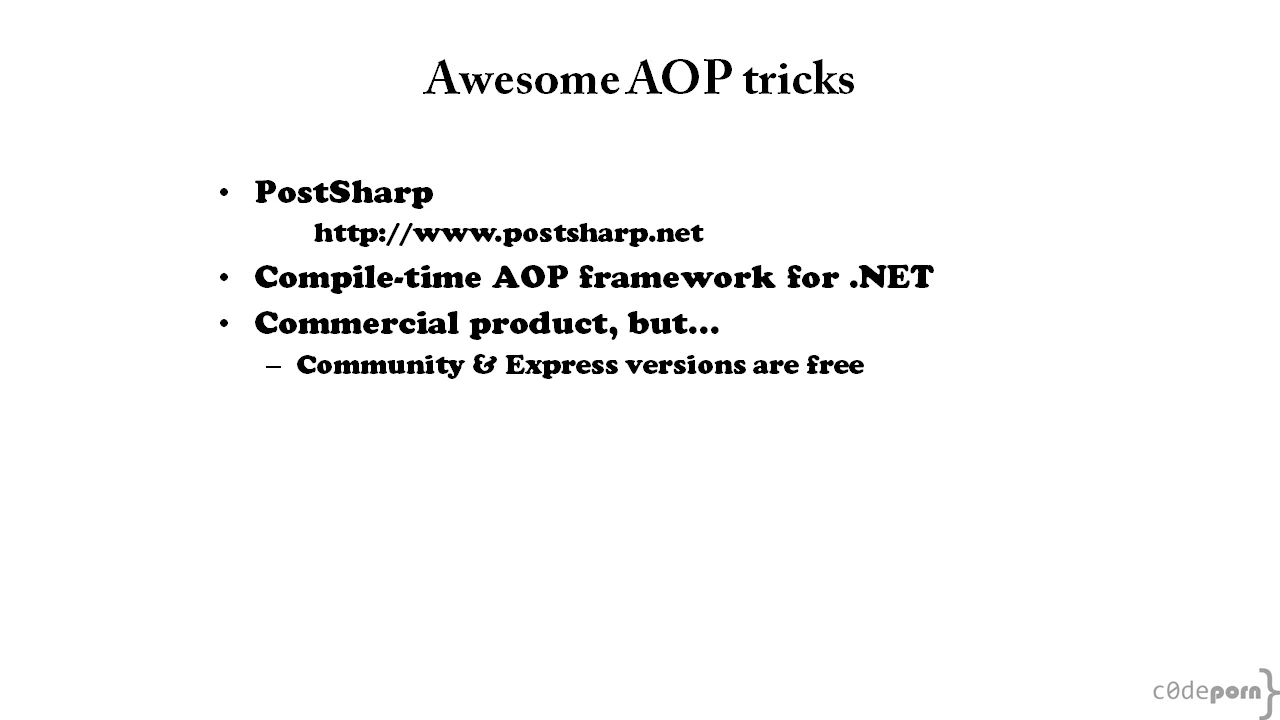 Awesome AOP tricks
• PostSharp
http://www.postsharp.net
• Compile-time AOP framework for .NET
• Commercial product, but...
– Community & Express versions are free
c0deporn}